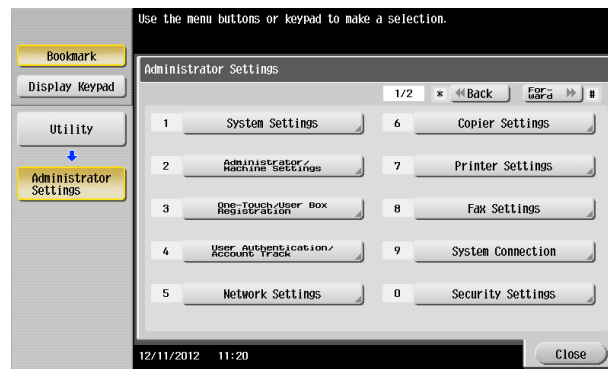 Use the menu buttons or keypad to make a selection.
Bookmark
Display Keypad
Utility
Administrator
Settings
Administrator Settings
1/2 * Back For-
ward #
1 System Settings
2 Administrator/
Machine Settings
3 One-Touch/User Box
Registration
4 User Authentication/
Account Track
5 Network Settings
6 Copier Settings
7 Printer Settings
8 Fax Settings
9 System Connection
0 Security Settings
12/11/2012 11:20
Close